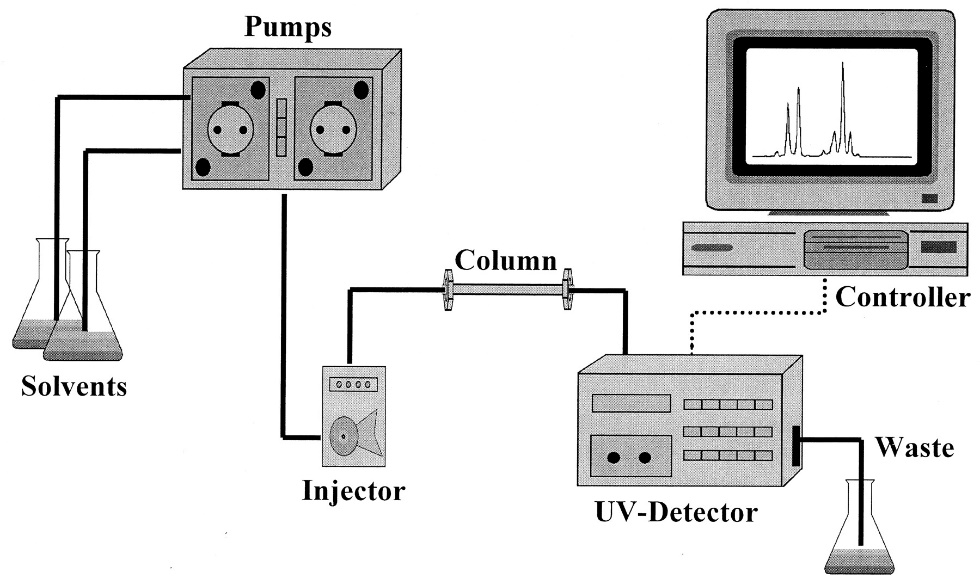 Pumps
Column
Controller
Solvents
Injector
UV-Detector
Waste